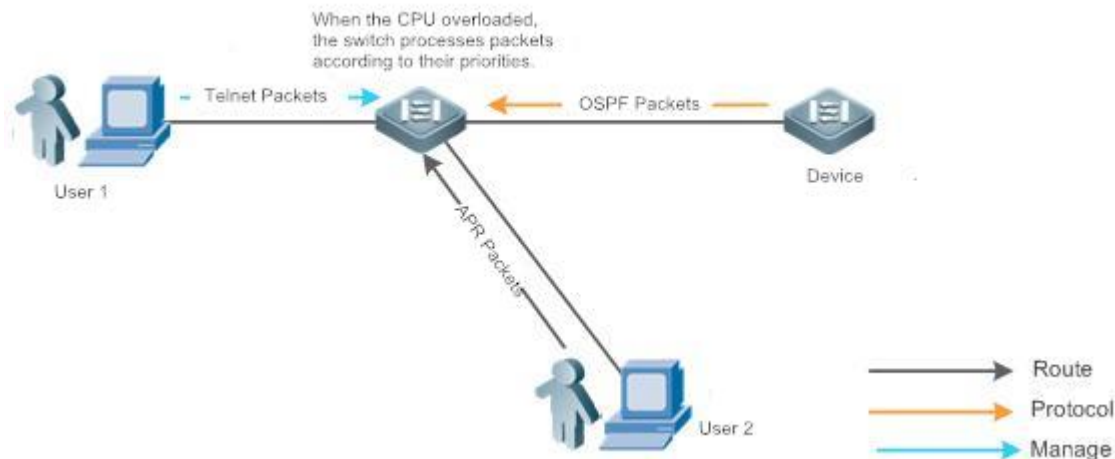 When the CPU overloaded,
the switch processes packets
according to their priorities.
Telnet Packets
OSPF Packets
User 1
Device
APR Packets
User 2
Route
Protocol
Manage